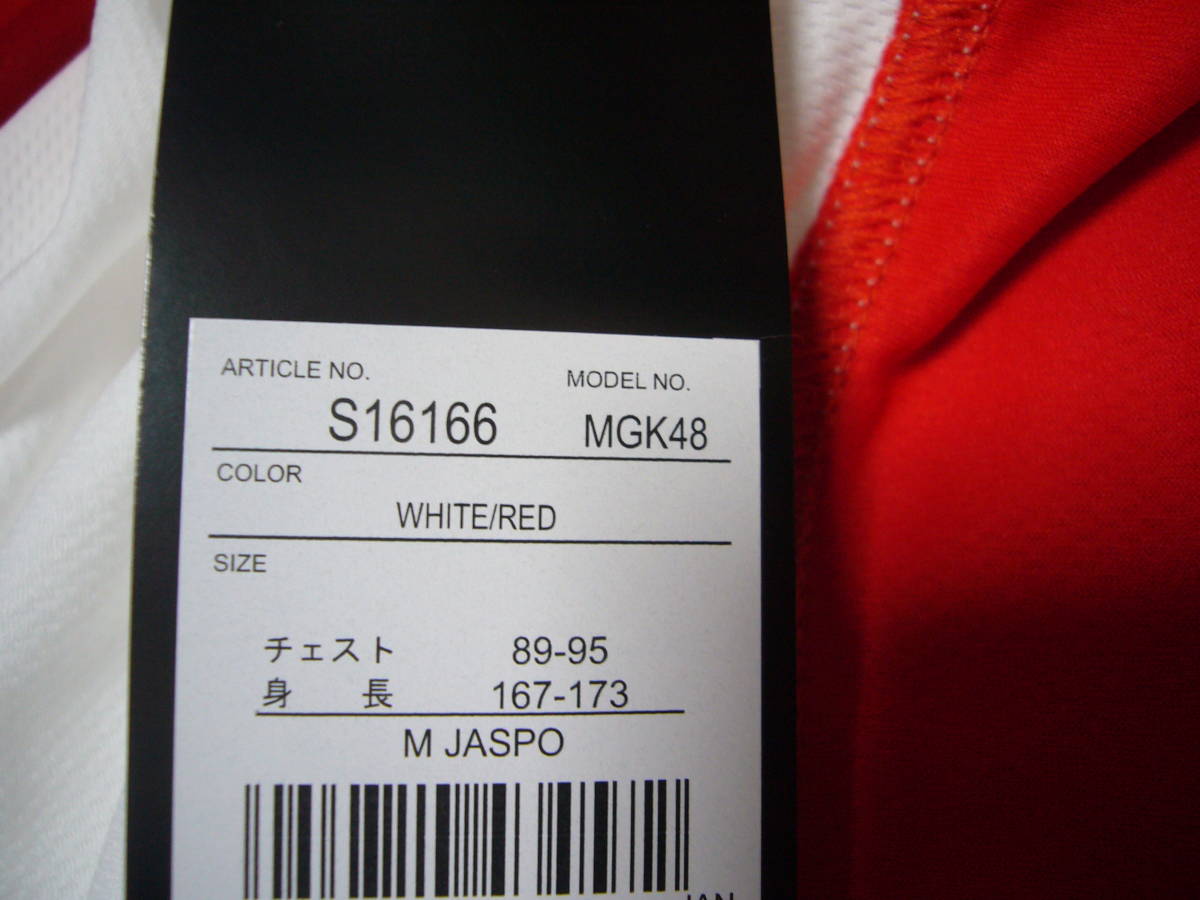 ARTICLE NO. MODEL NO.
S16166 MGK48
COLOR
WHITE/RED
SIZE
チェスト 89-95
身 長 167-173
M JASPO
JAN